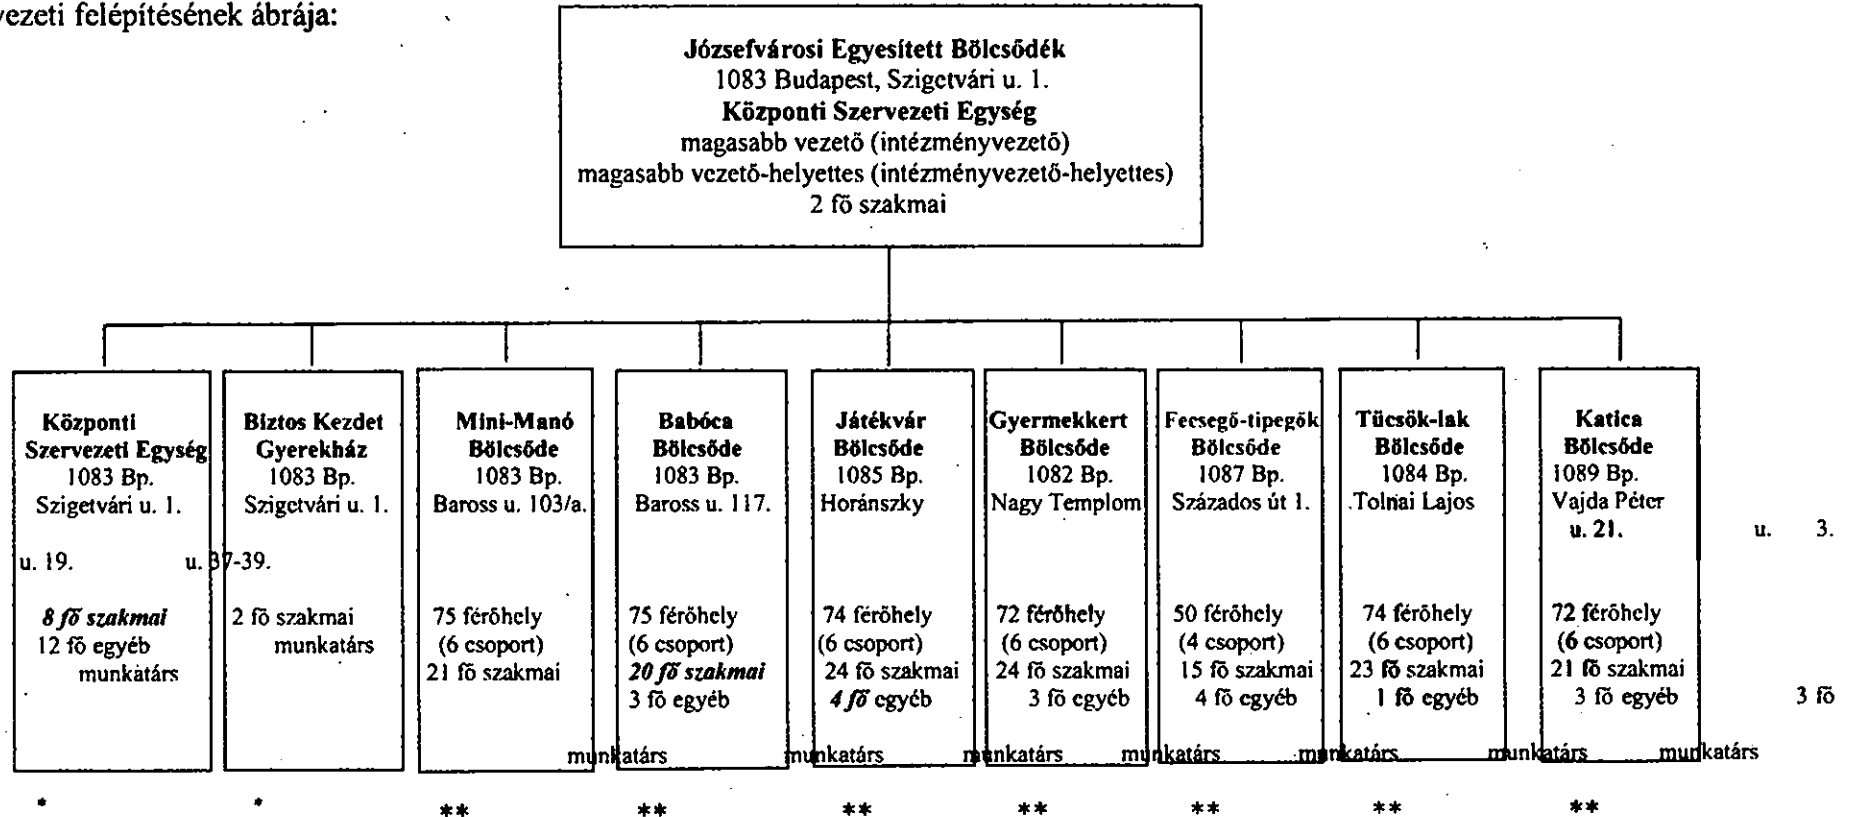 vezeti felépítésének ábrája:
Józsefvárosi Egyesített Bölcsődék
1083 Budapest, Szigetvári u. 1.
Központi Szervezeti Egység
magasabb vezető (intézményvezető)
magasabb vezető-helyettes (intézményvezető-helyettes)
2 fő szakmai
Központi
Szervezeti Egység
1083 Bp.
Szigetvári u. 1.
u. 19.
8 fő szakmai
12 fő egyéb
munkatárs
*
Biztos Kezdet
Gyerekház
1083 Bp.
Szigetvári u. 1.
u. 37-39.
2 fő szakmai
munkatárs
*
Mini-Manó
Bölcsőde
1083 Bp.
Baross u. 103/a.
75 férőhely
(6 csoport)
21 fő szakmai
munkatárs
**
Babóca
Bölcsőde
1083 Bp.
Baross u. 117.
75 férőhely
(6 csoport)
20 fő szakmai
3 fő egyéb
munkatárs
**
Játékvár
Bölcsőde
1085 Bp.
Horánszky
74 férőhely
(6 csoport)
24 fő szakmai
4 fő egyéb
munkatárs
**
Gyermekkert
Bölcsőde
1082 Bp.
Nagy Templom
72 férőhely
(6 csoport)
24 fő szakmai
3 fő egyéb
munkatárs
**
Fecsegő-tipegők
Bölcsőde
1087 Bp.
Százados út 1.
50 férőhely
(4 csoport)
15 fő szakmai
4 fő egyéb
munkatárs
**
Tücsök-lak
Bölcsőde
1084 Bp.
Tolnai Lajos
74 férőhely
(6 csoport)
23 fő szakmai
1 fő egyéb
munkatárs
**
Katica
Bölcsőde
1089 Bp.
Vajda Péter
u. 21.
72 férőhely
(6 csoport)
21 fő szakmai
3 fő egyéb
munkatárs
**
u. 3.
3 fő